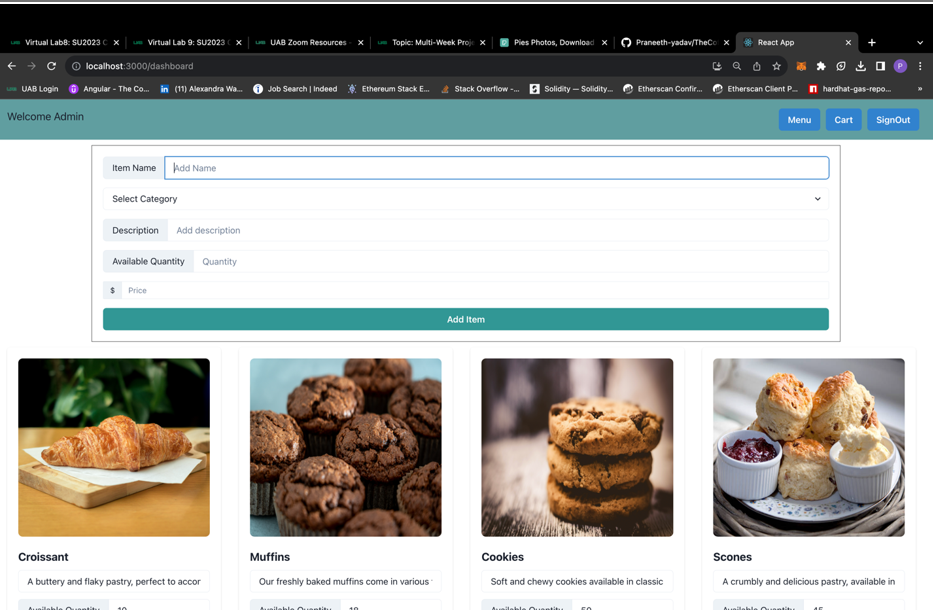 Virtual Lab8: SU2023 C
Virtual Lab 9: SU2023
UAB Zoom Resources -
Topic: Multi-Week Proje
Pies Photos, Download
Praneeth-yadav/TheCo
React App
localhost:3000/dashboard
P
UAB Login
Angular - The Co...
(11) Alexandra Wa...
Job Search | Indeed
Ethereum Stack E...
Stack Overflow -...
Solidity — Solidity...
Etherscan Confir...
Etherscan Client P...
hardhat-gas-repo...
»
Welcome Admin
Menu
Cart
SignOut
Item Name Add Name
Select Category
Description Add description
Available Quantity Quantity
$ Price
Add Item
Croissant
Muffins
Cookies
Scones
A buttery and flaky pastry, perfect to accor
Our freshly baked muffins come in various
Soft and chewy cookies available in classic
A crumbly and delicious pastry, available in
Available Quantity 10
Available Quantity 18
Available Quantity 50
Available Quantity 45